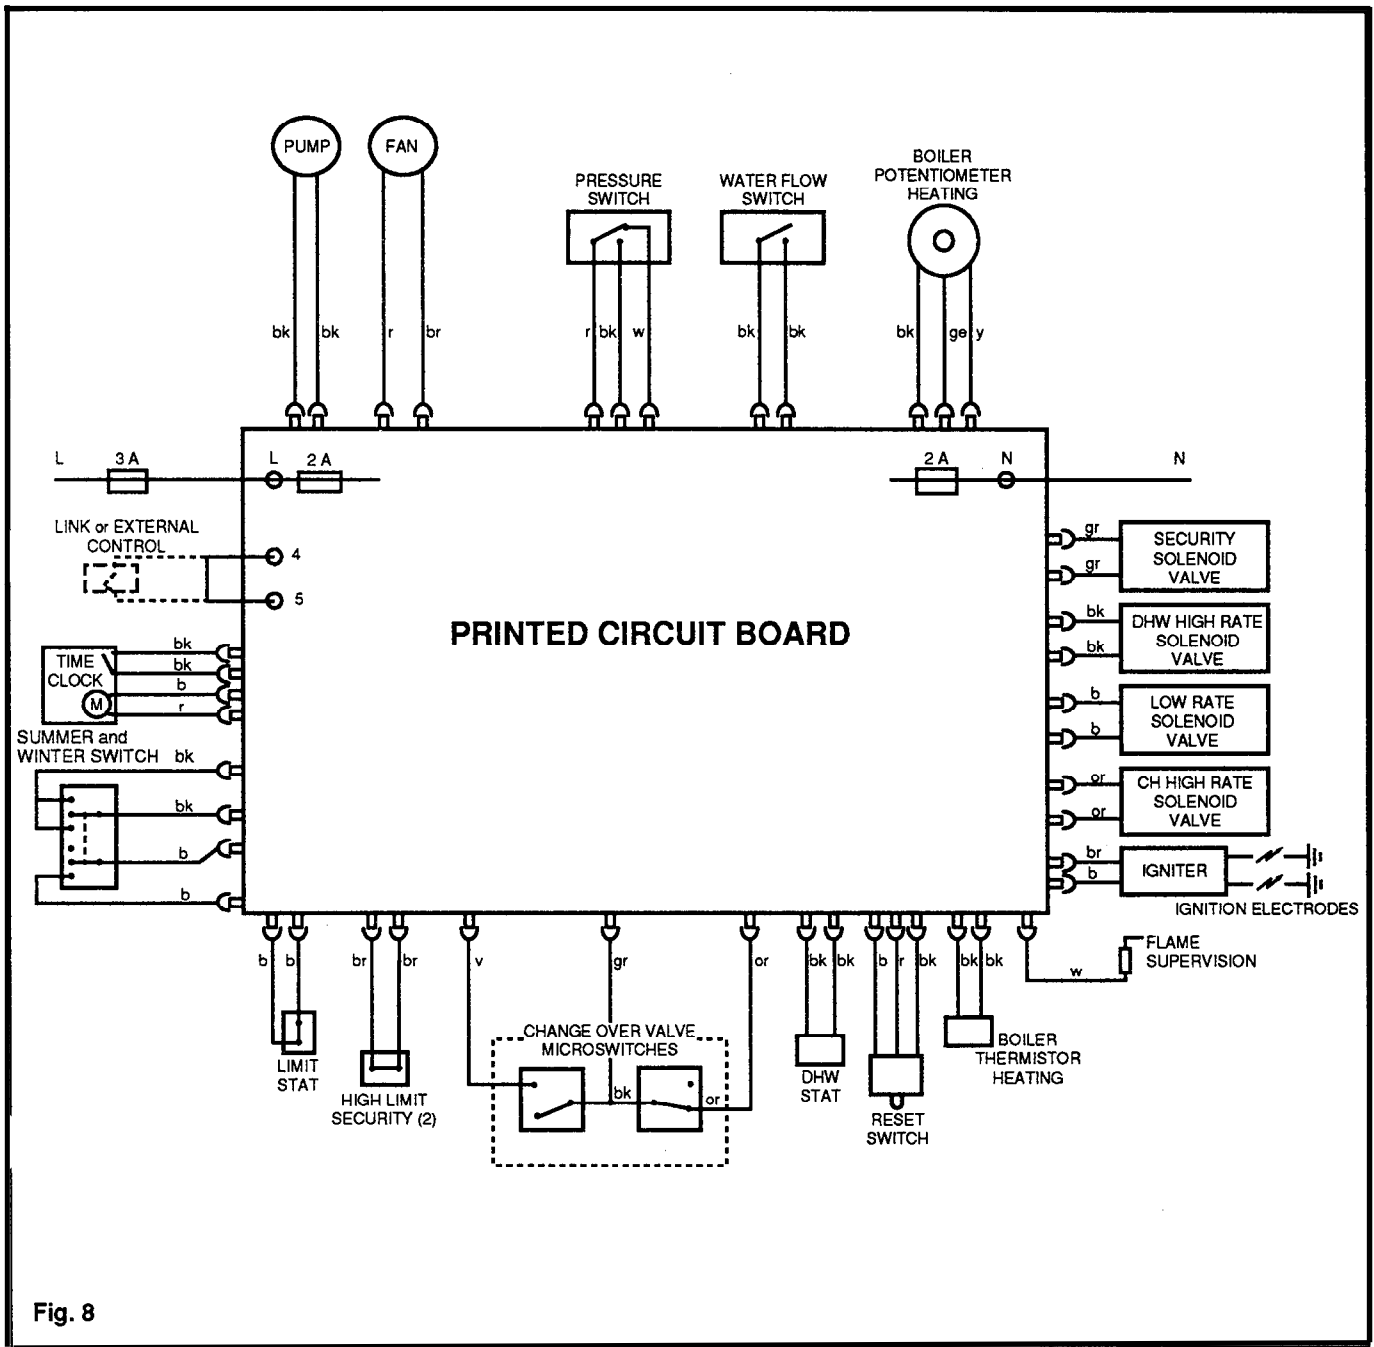 PUMP
FAN
PRESSURE
SWITCH
WATER FLOW
SWITCH
BOILER
POTENTIOMETER
HEATING
bk
bk
r
br
r
bk
w
bk
bk
bk
ge
y
L
3 A
L
2 A
2 A
N
N
LINK or EXTERNAL
CONTROL
4
5
PRINTED CIRCUIT BOARD
TIME
CLOCK
M
bk
bk
b
r
SUMMER and
WINTER SWITCH
bk
bk
b
b
gr
gr
SECURITY
SOLENOID
VALVE
bk
bk
DHW HIGH RATE
SOLENOID
VALVE
b
b
LOW RATE
SOLENOID
VALVE
or
or
CH HIGH RATE
SOLENOID
VALVE
br
b
IGNITER
IGNITION ELECTRODES
b
b
br
br
v
gr
or
bk
bk
b
r
bk
bk
bk
w
FLAME
SUPERVISION
LIMIT
STAT
HIGH LIMIT
SECURITY (2)
CHANGE OVER VALVE
MICROSWITCHES
bk
or
DHW
STAT
RESET
SWITCH
BOILER
THERMISTOR
HEATING
Fig. 8